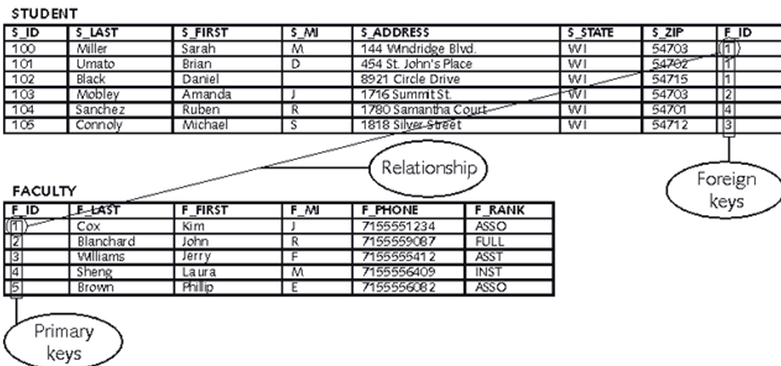 STUDENT
S_ID S_LAST S_FIRST S_MI S_ADDRESS S_STATE S_ZIP F_ID
100 Miller Sarah M 144 Windridge Blvd. WI 54703 1
101 Umato Brian D 454 St. John's Place WI 54702 1
102 Black Daniel 8921 Circle Drive WI 54715 1
103 Mobley Amanda J 1716 Summit St. WI 54703 2
104 Sanchez Ruben R 1780 Samantha Court WI 54701 4
105 Connoly Michael S 1818 Silver Street WI 54712 3
Relationship
Foreign
keys
FACULTY
F_ID F_LAST F_FIRST F_MI F_PHONE F_RANK
1 Cox Kim J 7155551234 ASSO
2 Blanchard John R 7155559087 FULL
3 Williams Jerry F 7155555412 ASST
4 Sheng Laura M 7155556409 INST
5 Brown Phillip E 7155556082 ASSO
Primary
keys